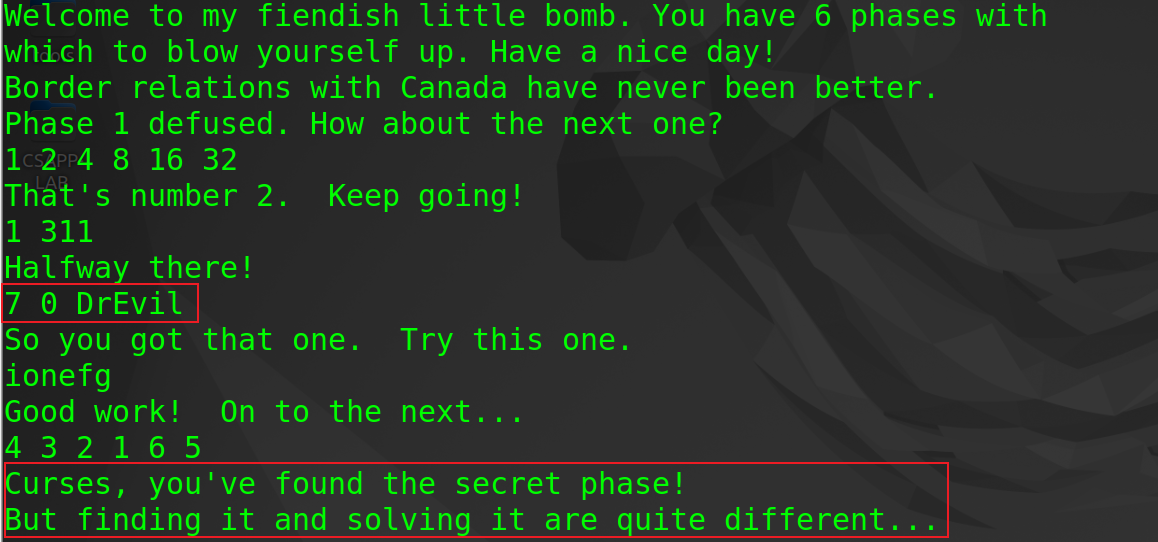 Welcome to my fiendish little bomb. You have 6 phases with
which to blow yourself up. Have a nice day!
Border relations with Canada have never been better.
Phase 1 defused. How about the next one?
1 2 4 8 16 32
CSAPP
LAB
That's number 2.  Keep going!
1 311
Halfway there!
7 0 DrEvil
So you got that one.  Try this one.
ionefg
Good work!  On to the next...
4 3 2 1 6 5
Curses, you've found the secret phase!
But finding it and solving it are quite different...